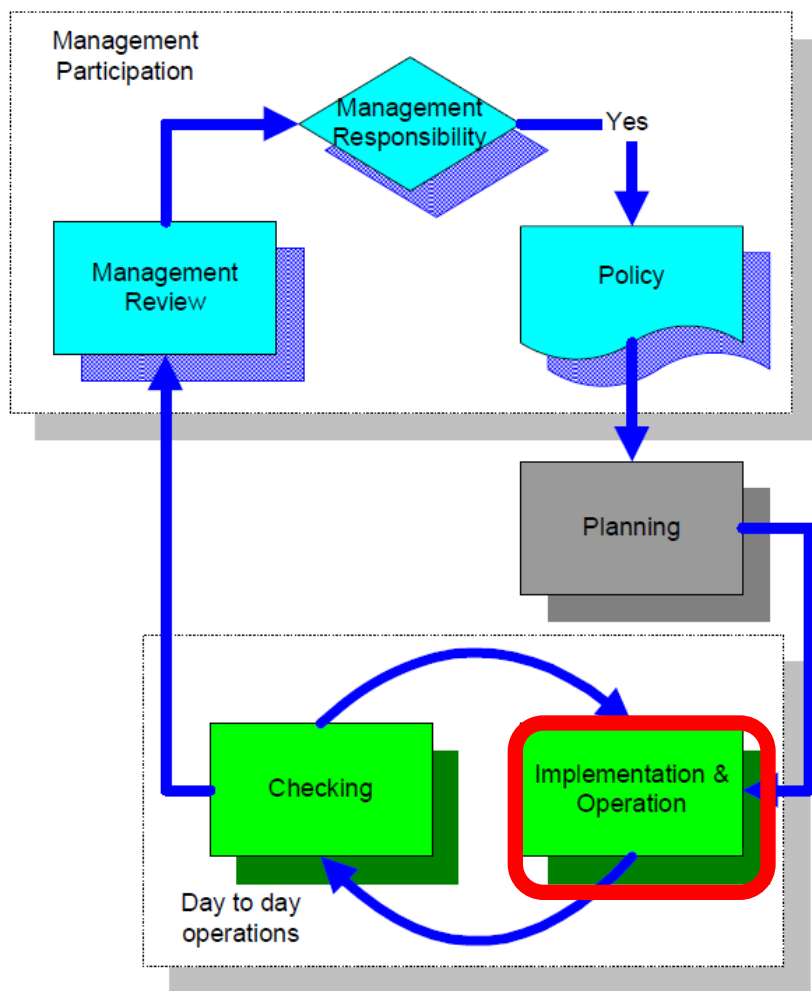 Management
Participation
Management
Responsibility
Yes
Management
Review
Policy
Planning
Checking
Implementation &
Operation
Day to day
operations